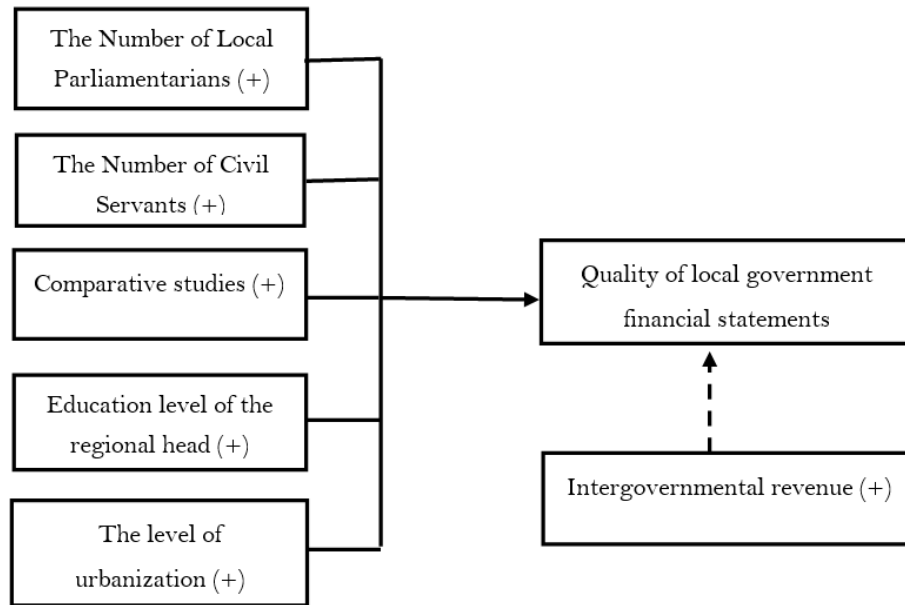 The Number of Local
Parliamentarians (+)
The Number of Civil
Servants (+)
Comparative studies (+)
Education level of the
regional head (+)
The level of
urbanization (+)
Quality of local government
financial statements
Intergovernmental revenue (+)